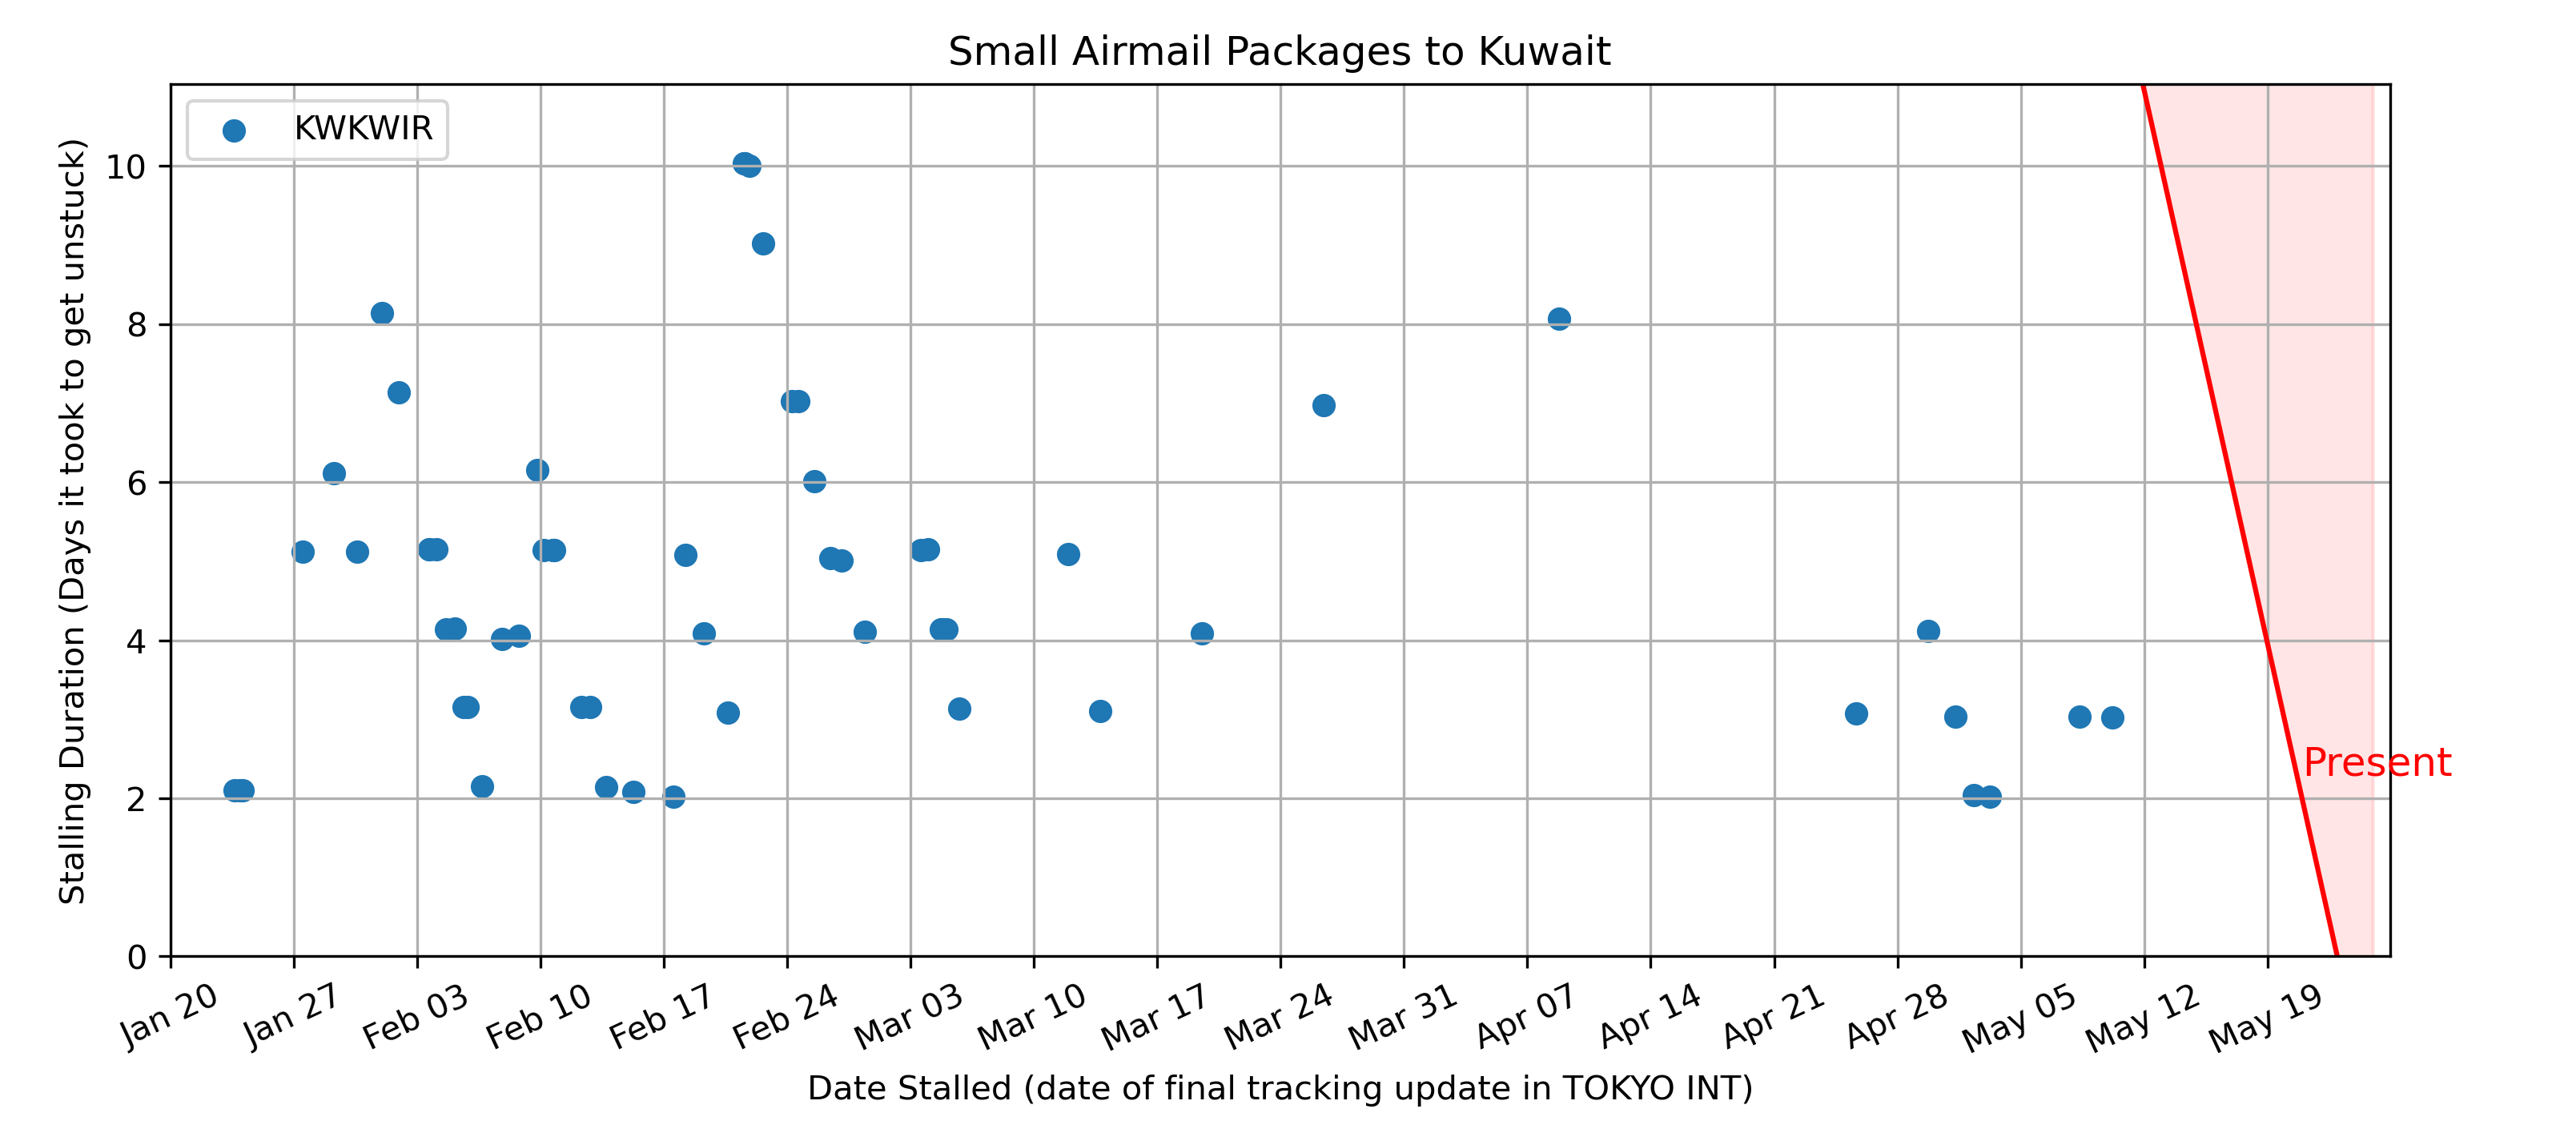 Small Airmail Packages to Kuwait
KWKWIR
Stalling Duration (Days it took to get unstuck)
10
8
6
4
2
0
Present
Jan 20
Jan 27
Feb 03
Feb 10
Feb 17
Feb 24
Mar 03
Mar 10
Mar 17
Mar 24
Mar 31
Apr 07
Apr 14
Apr 21
Apr 28
May 05
May 12
May 19
Date Stalled (date of final tracking update in TOKYO INT)